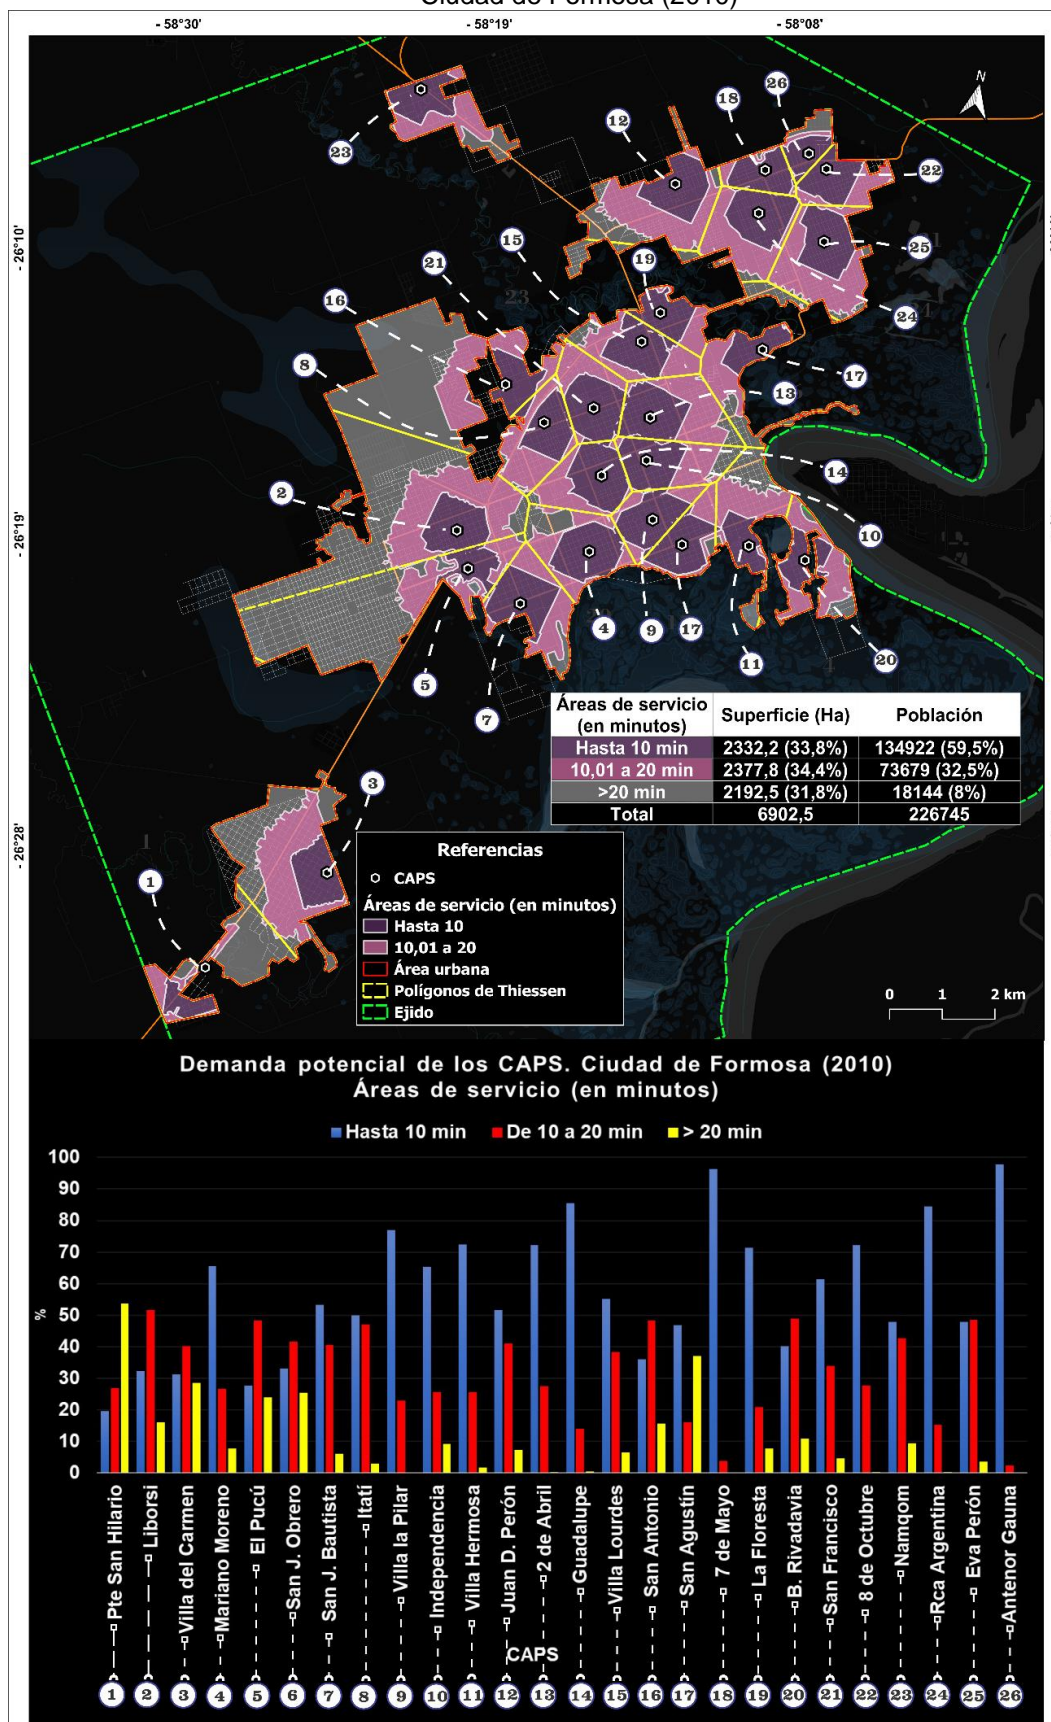 Ciudad de Formosa (2010)
- 58°30'
- 58°19'
- 58°08'
- 26°10'
- 26°19'
- 26°28'
N
26
18
12
23
22
15
19
25
21
16
24
8
17
13
14
2
10
4
9
17
11
20
5
7
3
1
Áreas de servicio (en minutos) Superficie (Ha) Población
Hasta 10 min 2332,2 (33,8%) 134922 (59,5%)
10,01 a 20 min 2377,8 (34,4%) 73679 (32,5%)
>20 min 2192,5 (31,8%) 18144 (8%)
Total 6902,5 226745
Referencias
CAPS
Áreas de servicio (en minutos)
Hasta 10
10,01 a 20
Área urbana
Polígonos de Thiessen
Ejido
0 1 2 km
Demanda potencial de los CAPS. Ciudad de Formosa (2010)
Áreas de servicio (en minutos)
Hasta 10 min De 10 a 20 min > 20 min
100
90
80
70
60
50
40
30
20
10
0
%
Pte San Hilario
Liborsi
Villa del Carmen
Mariano Moreno
El Pucú
San J. Obrero
San J. Bautista
Itatí
Villa la Pilar
Independencia
Villa Hermosa
Juan D. Perón
2 de Abril
Guadalupe
Villa Lourdes
San Antonio
San Agustín
7 de Mayo
La Floresta
B. Rivadavia
San Francisco
8 de Octubre
Namqom
Rca Argentina
Eva Perón
Antenor Gauna
CAPS
1 2 3 4 5 6 7 8 9 10 11 12 13 14 15 16 17 18 19 20 21 22 23 24 25 26